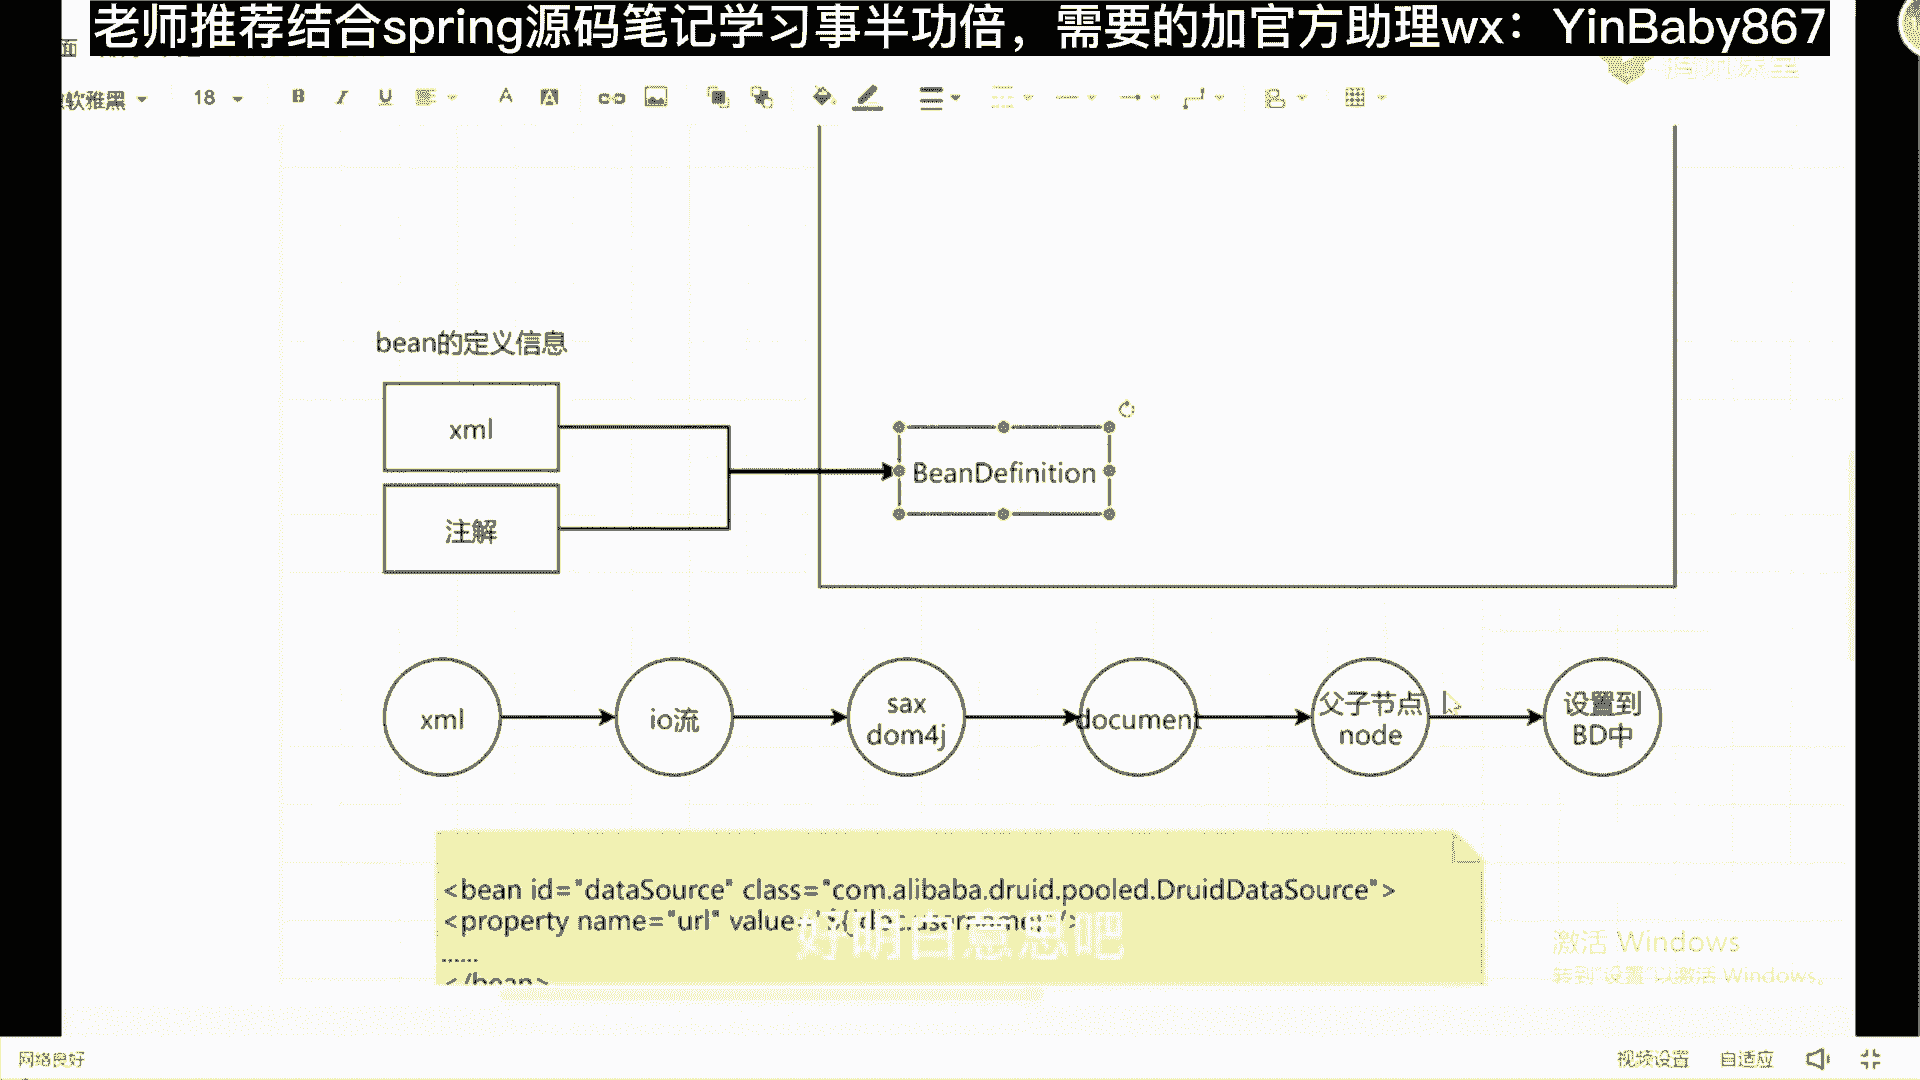 老师推荐结合spring源码笔记学习事半功倍，需要的加官方助理wx：YinBaby867
面
软雅黑
18
B I U A A
bean的定义信息
xml
BeanDefinition
注解
xml
io流
sax
dom4j
document
父子节点
node
设置到
BD中
<bean id="dataSource" class="com.alibaba.druid.pooled.DruidDataSource">
<property name="url" value="${jdbc.username}"/>
......
</bean>
好明白意思吧
激活 Windows
转到"设置"以激活 Windows。
网络良好
视频设置
自适应